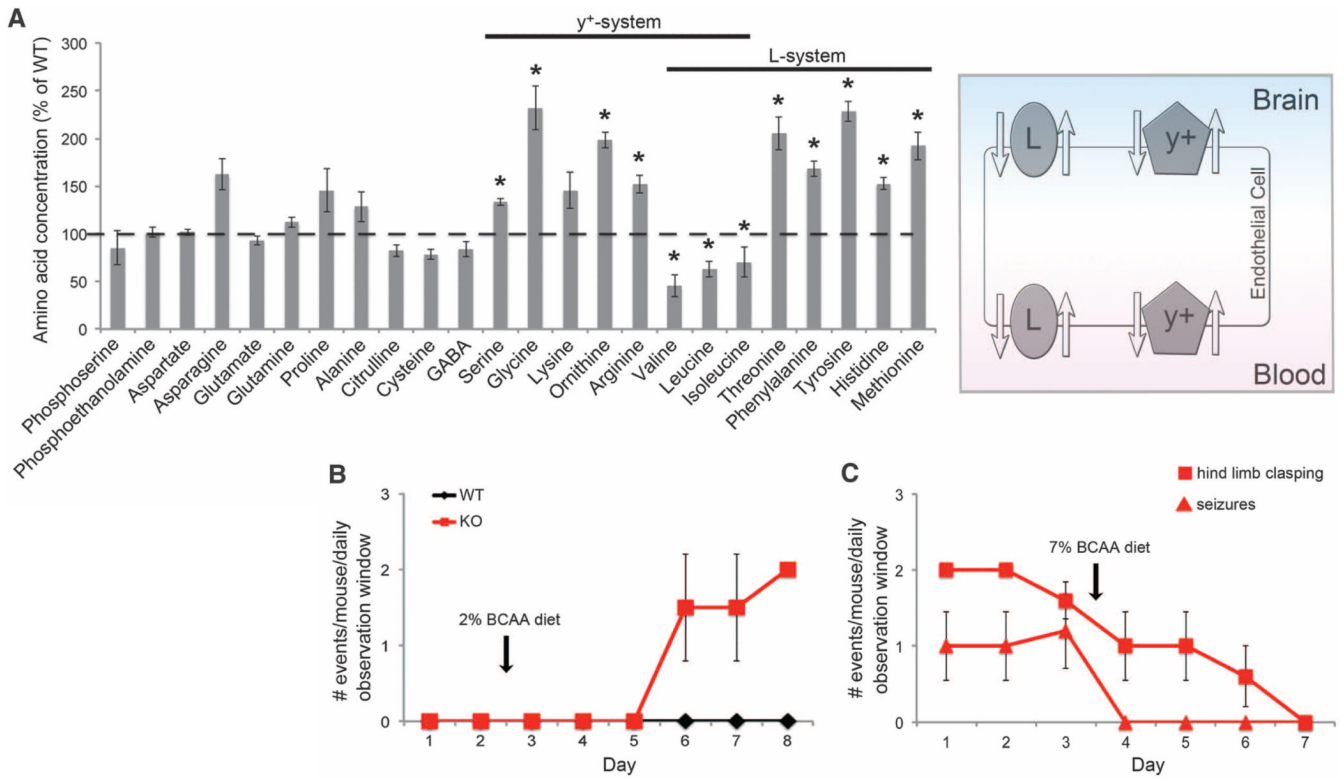 A
y+-system
L-system
Amino acid concentration (% of WT)
300
250
200
150
100
50
0
* * * * * * * * * * * * *
Phosphoserine
Phosphoethanolamine
Aspartate
Asparagine
Glutamate
Glutamine
Proline
Alanine
Citrulline
Cysteine
GABA
Serine
Glycine
Lysine
Ornithine
Arginine
Valine
Leucine
Isoleucine
Threonine
Phenylalanine
Tyrosine
Histidine
Methionine
Brain
L
y+
Endothelial Cell
L
y+
Blood
B
WT
KO
# events/mouse/daily
observation window
3
2
1
0
2% BCAA diet
1 2 3 4 5 6 7 8
Day
C
hind limb clasping
seizures
# events/mouse/daily
observation window
3
2
1
0
7% BCAA diet
1 2 3 4 5 6 7
Day